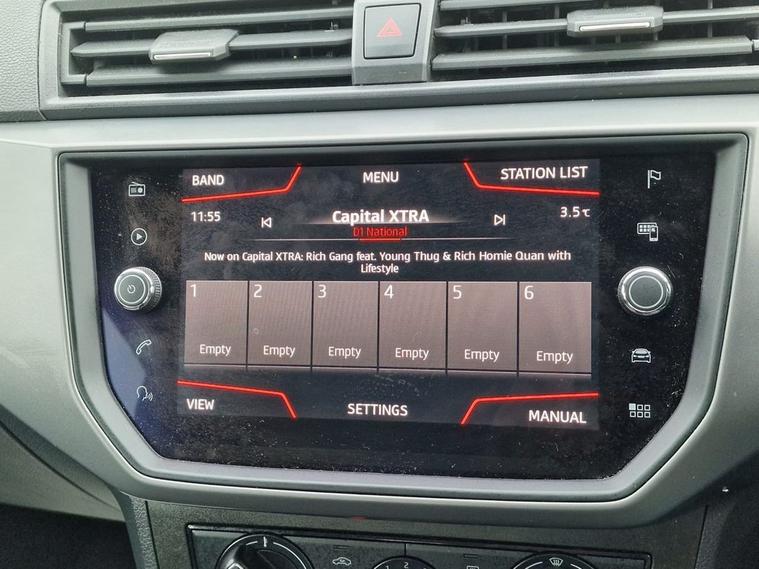 BAND MENU STATION LIST
11:55 Capital XTRA 3.5℃
D1 National
Now on Capital XTRA: Rich Gang feat. Young Thug & Rich Homie Quan with
Lifestyle
1 2 3 4 5 6
Empty Empty Empty Empty Empty Empty
VIEW SETTINGS MANUAL
1 2